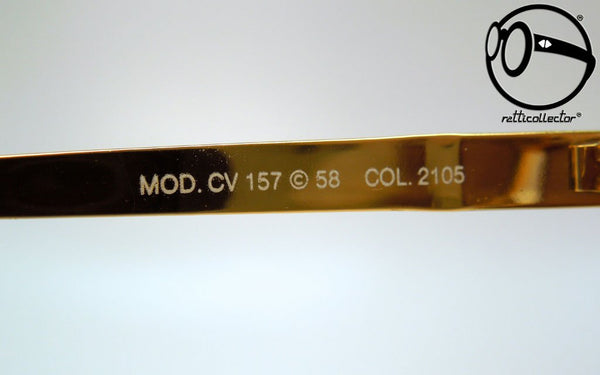 retticollector®
MOD. CV 157 © 58 COL. 2105